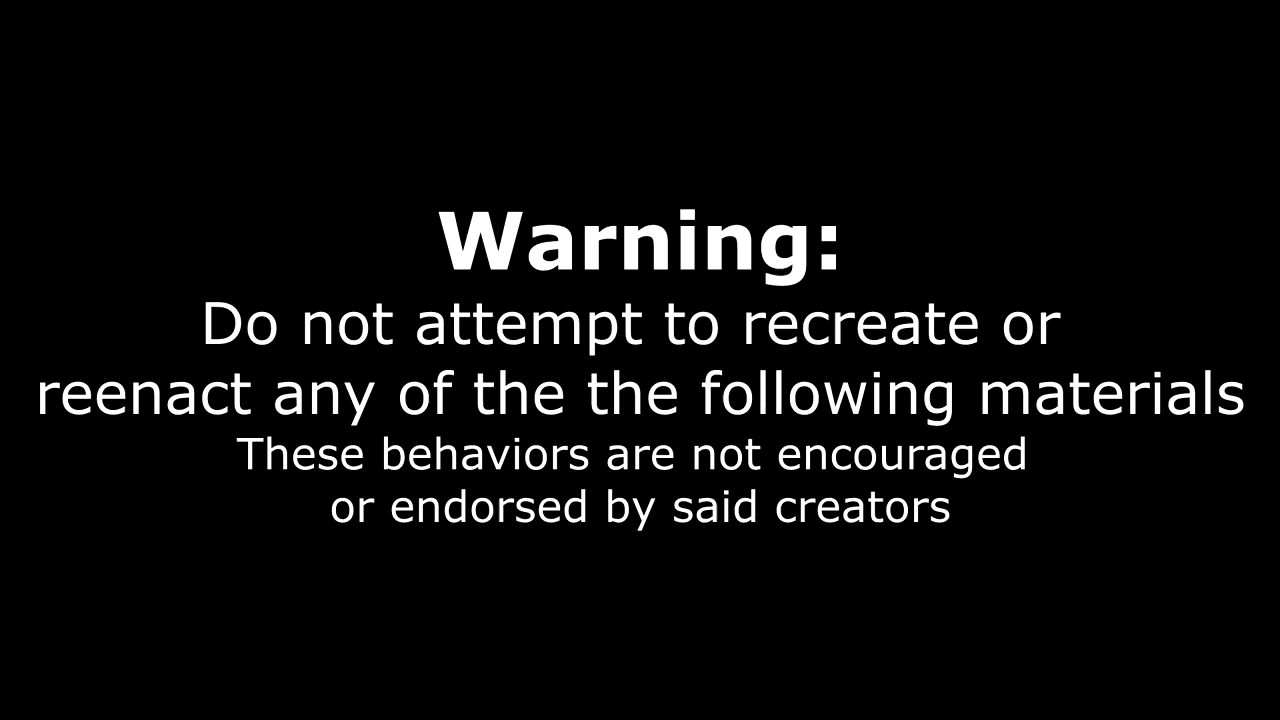 Warning:
Do not attempt to recreate or
reenact any of the the following materials
These behaviors are not encouraged
or endorsed by said creators